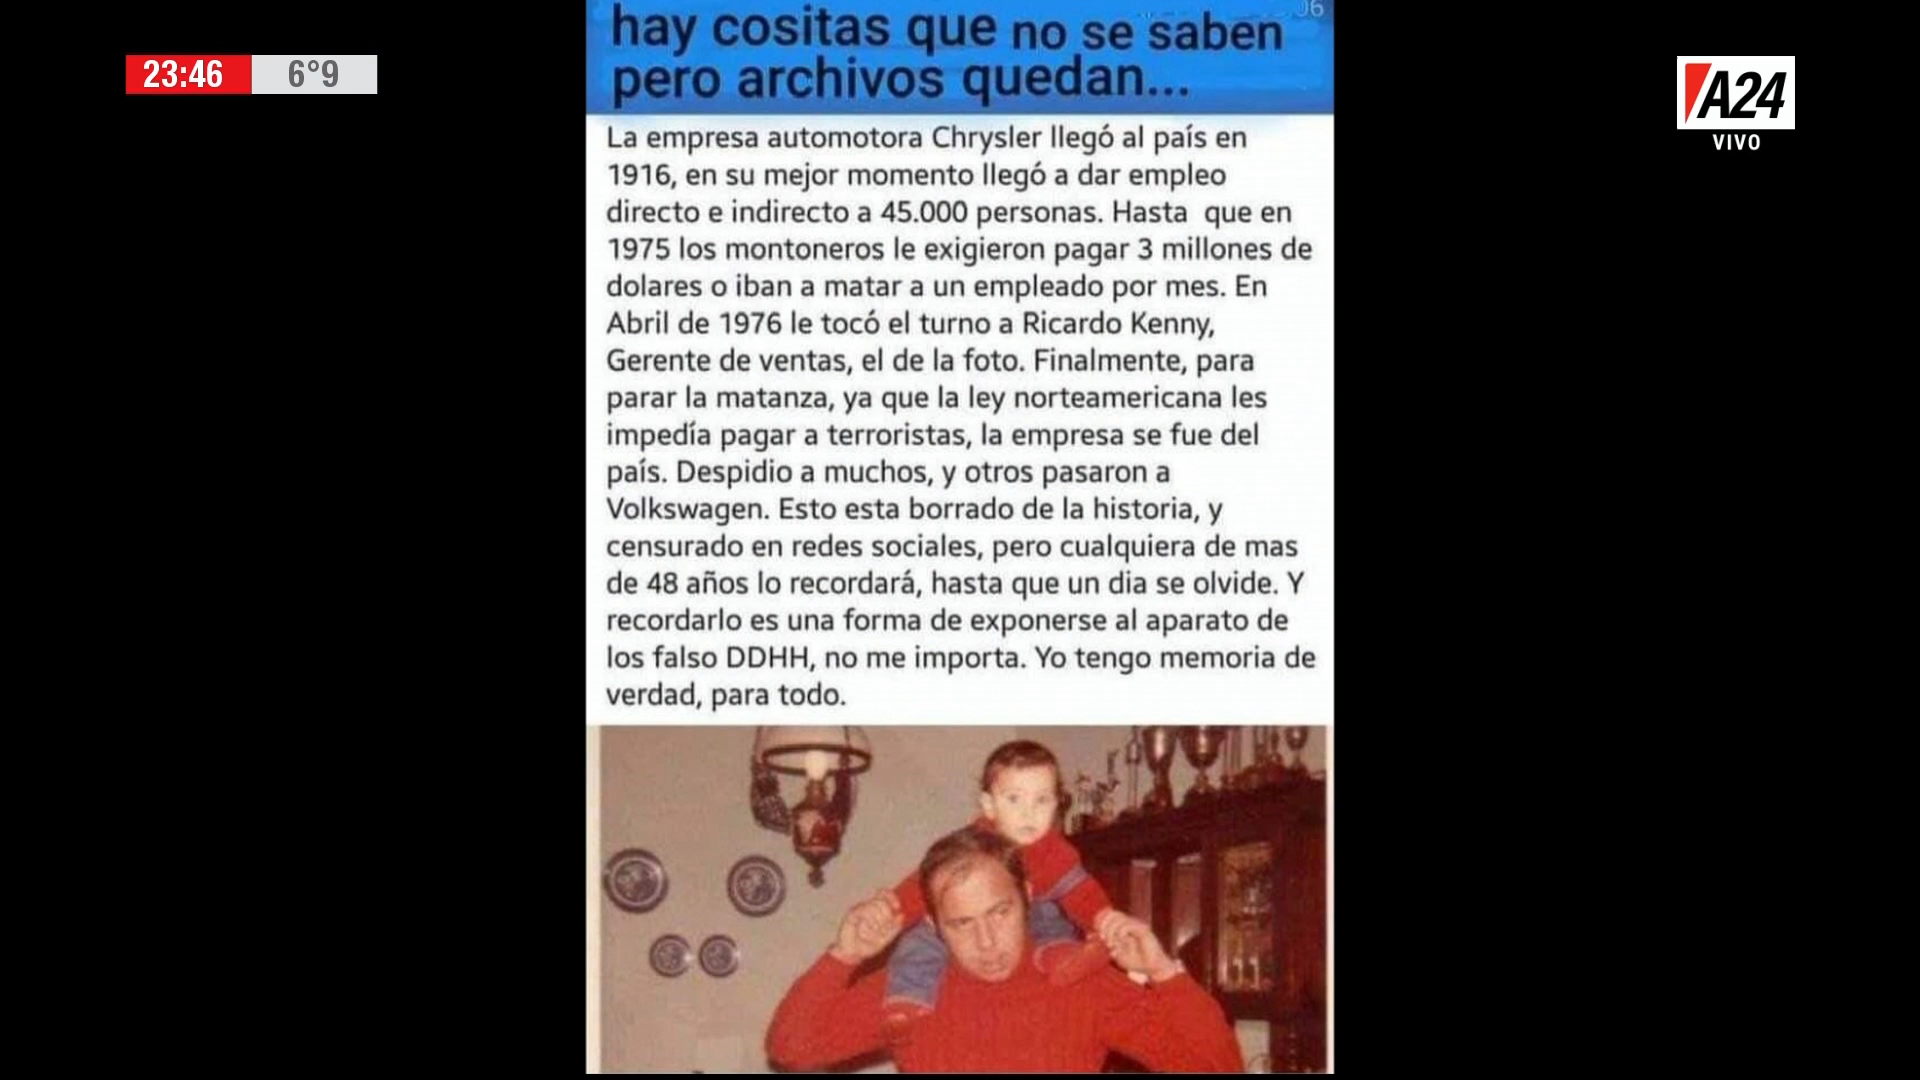 06
hay cositas que no se saben
pero archivos quedan...
23:46 6°9
A24
VIVO
La empresa automotora Chrysler llegó al país en
1916, en su mejor momento llegó a dar empleo
directo e indirecto a 45.000 personas. Hasta que en
1975 los montoneros le exigieron pagar 3 millones de
dolares o iban a matar a un empleado por mes. En
Abril de 1976 le tocó el turno a Ricardo Kenny,
Gerente de ventas, el de la foto. Finalmente, para
parar la matanza, ya que la ley norteamericana les
impedía pagar a terroristas, la empresa se fue del
país. Despidio a muchos, y otros pasaron a
Volkswagen. Esto esta borrado de la historia, y
censurado en redes sociales, pero cualquiera de mas
de 48 años lo recordará, hasta que un dia se olvide. Y
recordarlo es una forma de exponerse al aparato de
los falso DDHH, no me importa. Yo tengo memoria de
verdad, para todo.